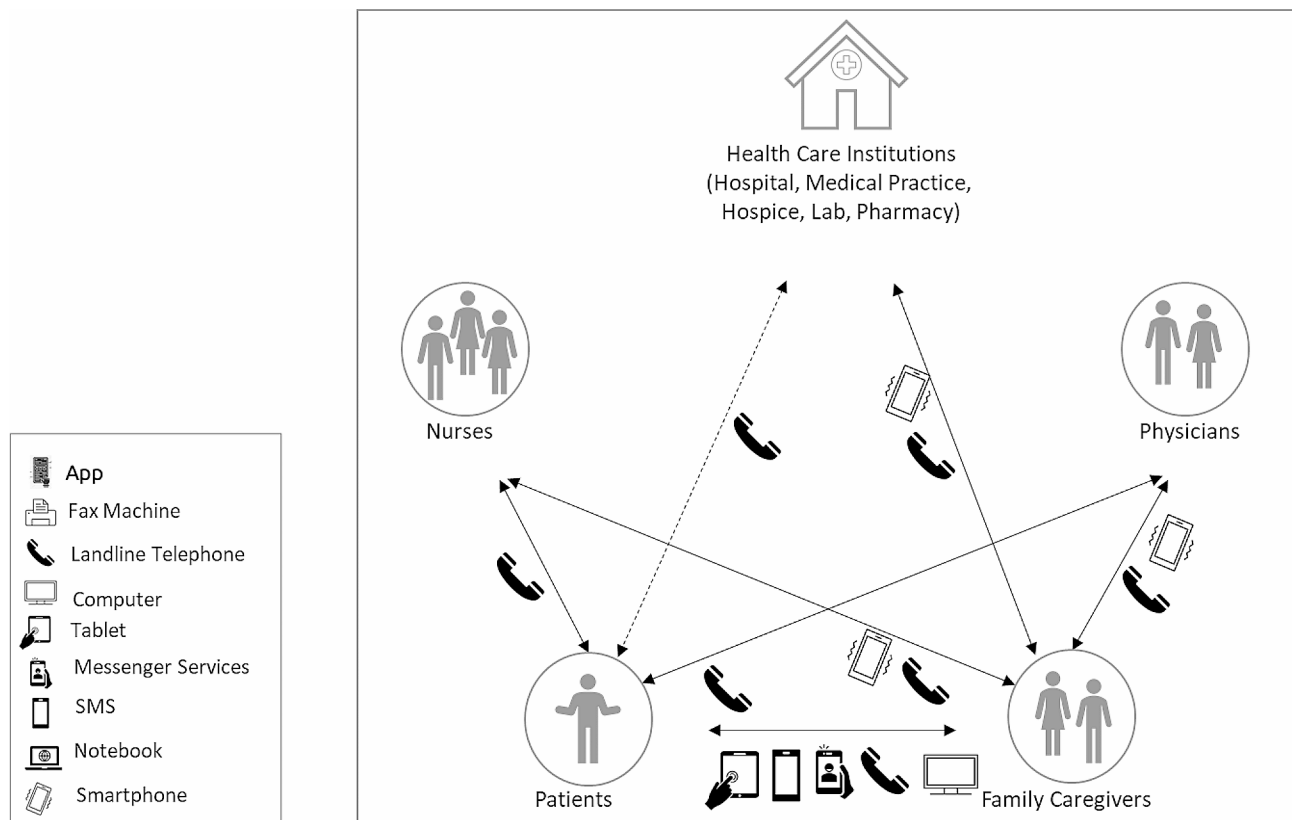 Health Care Institutions
(Hospital, Medical Practice,
Hospice, Lab, Pharmacy)
Nurses
Physicians
App
Fax Machine
Landline Telephone
Computer
Tablet
Messenger Services
SMS
Notebook
Smartphone
Patients
Family Caregivers